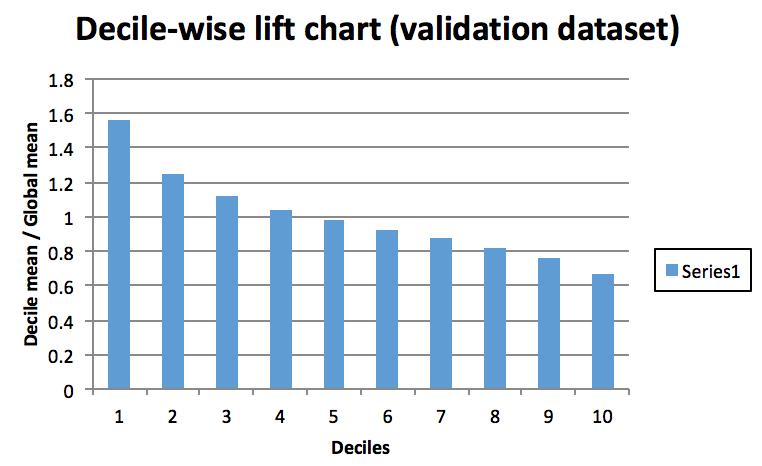 Decile-wise lift chart (validation dataset)
Decile mean / Global mean
1.8
1.6
1.4
1.2
1
0.8
0.6
0.4
0.2
0
1 2 3 4 5 6 7 8 9 10
Deciles
Series1